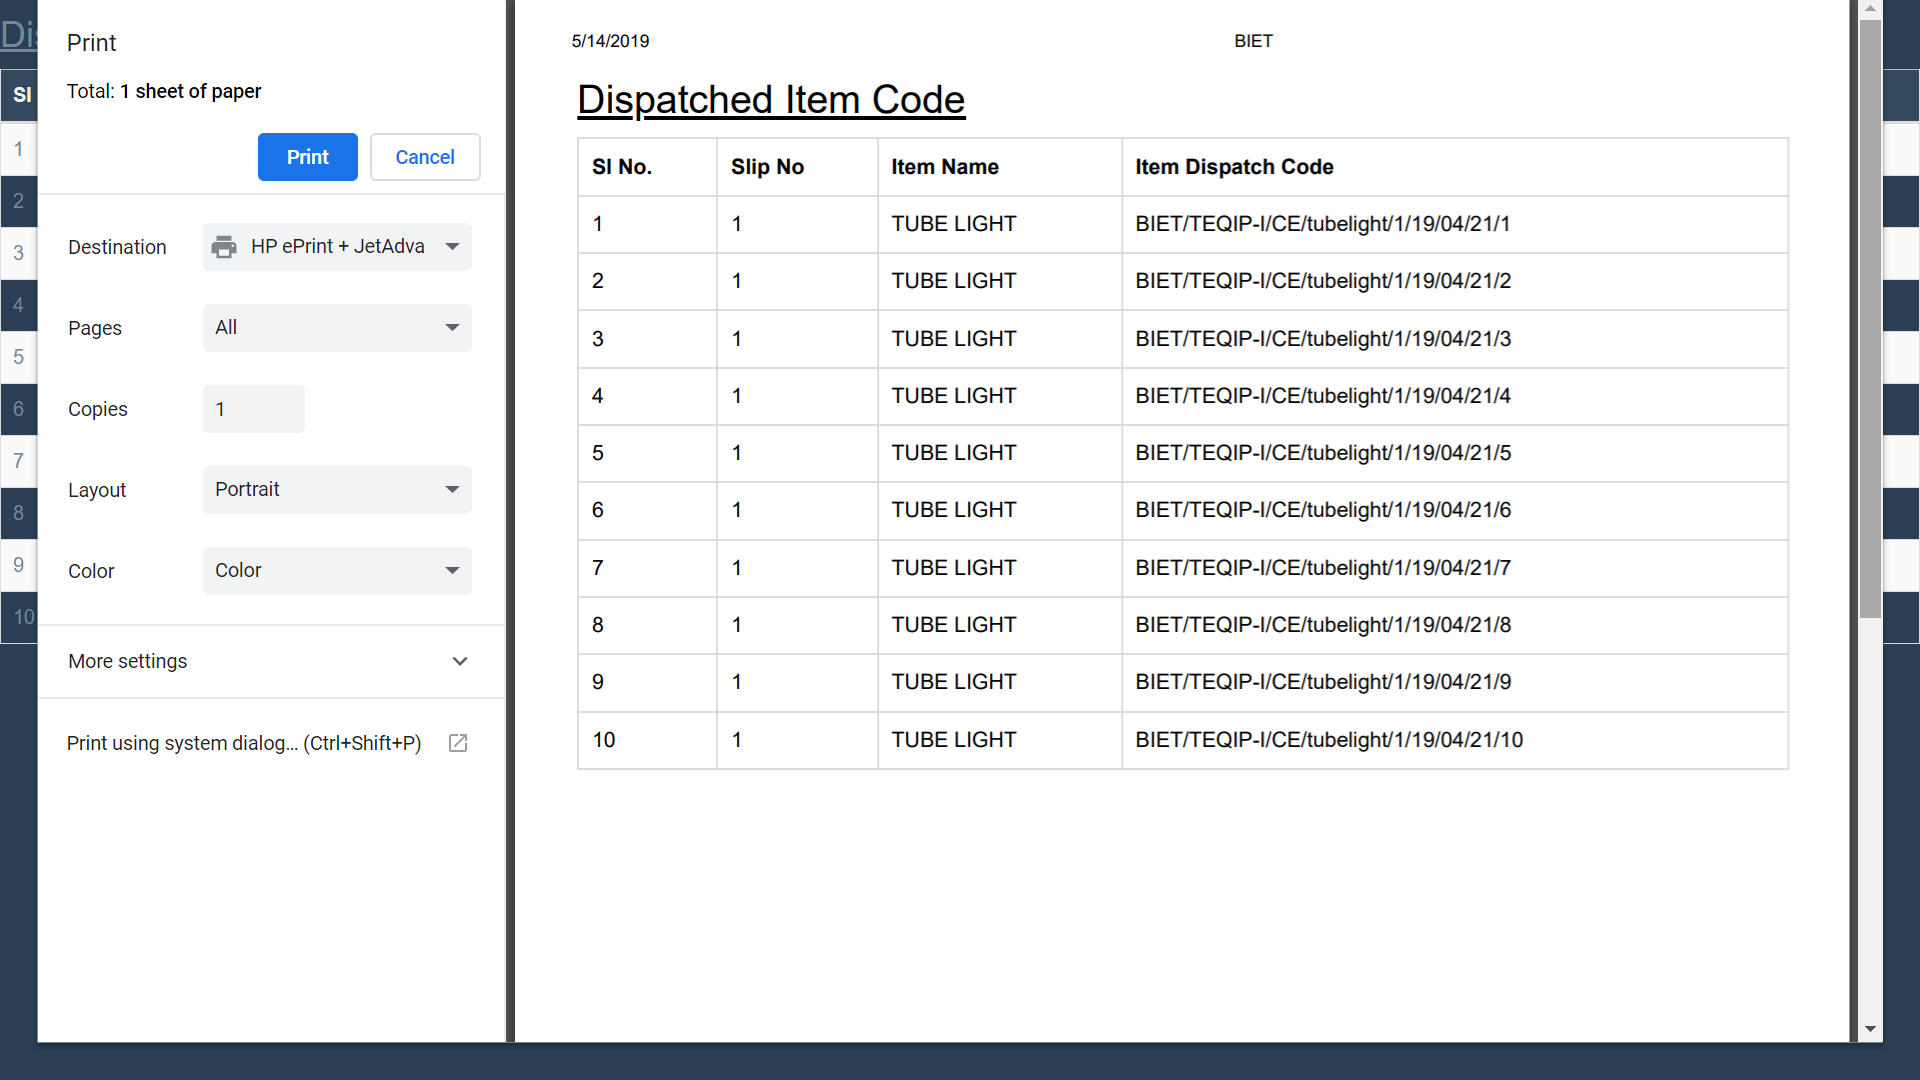 Print
Total: 1 sheet of paper
Print Cancel
Destination HP ePrint + JetAdva
Pages All
Copies 1
Layout Portrait
Color Color
More settings
Print using system dialog... (Ctrl+Shift+P)
5/14/2019 BIET
Dispatched Item Code
Sl No. Slip No Item Name Item Dispatch Code
1 1 TUBE LIGHT BIET/TEQIP-I/CE/tubelight/1/19/04/21/1
2 1 TUBE LIGHT BIET/TEQIP-I/CE/tubelight/1/19/04/21/2
3 1 TUBE LIGHT BIET/TEQIP-I/CE/tubelight/1/19/04/21/3
4 1 TUBE LIGHT BIET/TEQIP-I/CE/tubelight/1/19/04/21/4
5 1 TUBE LIGHT BIET/TEQIP-I/CE/tubelight/1/19/04/21/5
6 1 TUBE LIGHT BIET/TEQIP-I/CE/tubelight/1/19/04/21/6
7 1 TUBE LIGHT BIET/TEQIP-I/CE/tubelight/1/19/04/21/7
8 1 TUBE LIGHT BIET/TEQIP-I/CE/tubelight/1/19/04/21/8
9 1 TUBE LIGHT BIET/TEQIP-I/CE/tubelight/1/19/04/21/9
10 1 TUBE LIGHT BIET/TEQIP-I/CE/tubelight/1/19/04/21/10
Sl
1
2
3
4
5
6
7
8
9
10